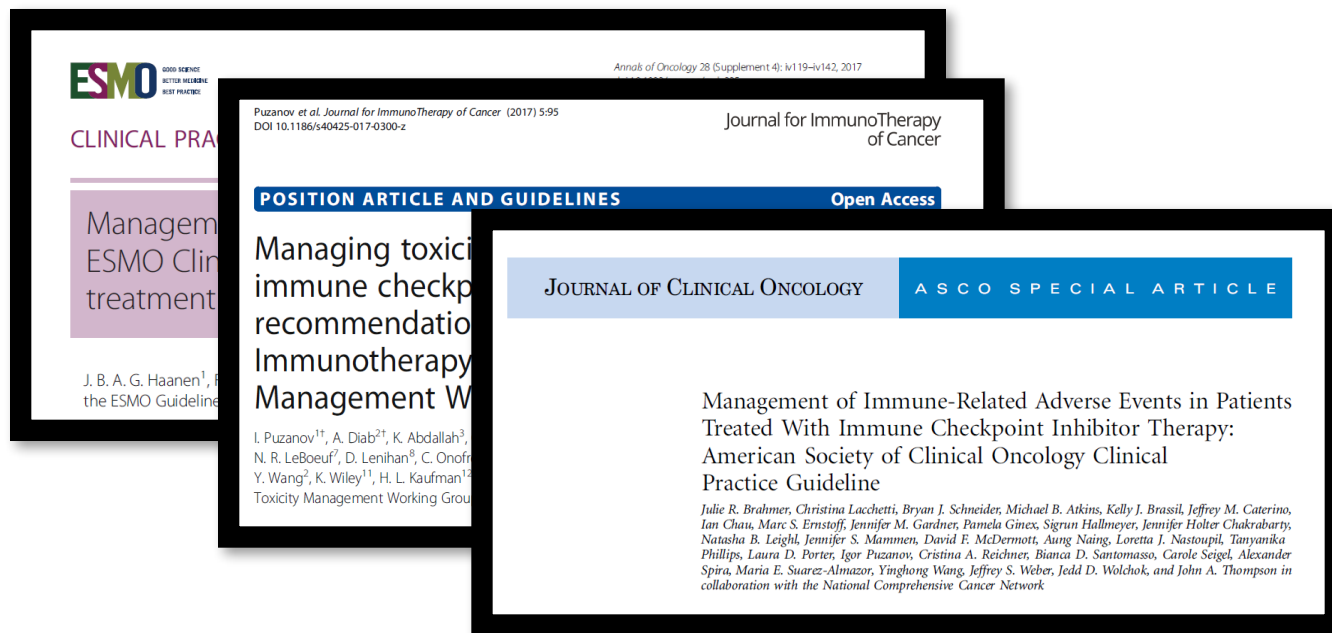 ESMO
GOOD SCIENCE
BETTER MEDICINE
BEST PRACTICE
Annals of Oncology 28 (Supplement 4): iv119–iv142, 2017
CLINICAL PRA
Managem
ESMO Clin
treatment
J. B. A. G. Haanen1,
the ESMO Guideline
Puzanov et al. Journal for ImmunoTherapy of Cancer (2017) 5:95
DOI 10.1186/s40425-017-0300-z
Journal for ImmunoTherapy
of Cancer
POSITION ARTICLE AND GUIDELINES
Open Access
Managing toxici
immune checkp
recommendatio
Immunotherapy
Management W
I. Puzanov1†, A. Diab2†, K. Abdallah3,
N. R. LeBoeuf7, D. Lenihan8, C. Onofr
Y. Wang2, K. Wiley11, H. L. Kaufman12
Toxicity Management Working Grou
JOURNAL OF CLINICAL ONCOLOGY
ASCO SPECIAL ARTICLE
Management of Immune-Related Adverse Events in Patients
Treated With Immune Checkpoint Inhibitor Therapy:
American Society of Clinical Oncology Clinical
Practice Guideline
Julie R. Brahmer, Christina Lacchetti, Bryan J. Schneider, Michael B. Atkins, Kelly J. Brassil, Jeffrey M. Caterino,
Ian Chau, Marc S. Ernstoff, Jennifer M. Gardner, Pamela Ginex, Sigrun Hallmeyer, Jennifer Holter Chakrabarty,
Natasha B. Leighl, Jennifer S. Mammen, David F. McDermott, Aung Naing, Loretta J. Nastoupil, Tanyanika
Phillips, Laura D. Porter, Igor Puzanov, Cristina A. Reichner, Bianca D. Santomasso, Carole Seigel, Alexander
Spira, Maria E. Suarez-Almazor, Yinghong Wang, Jeffrey S. Weber, Jedd D. Wolchok, and John A. Thompson in
collaboration with the National Comprehensive Cancer Network